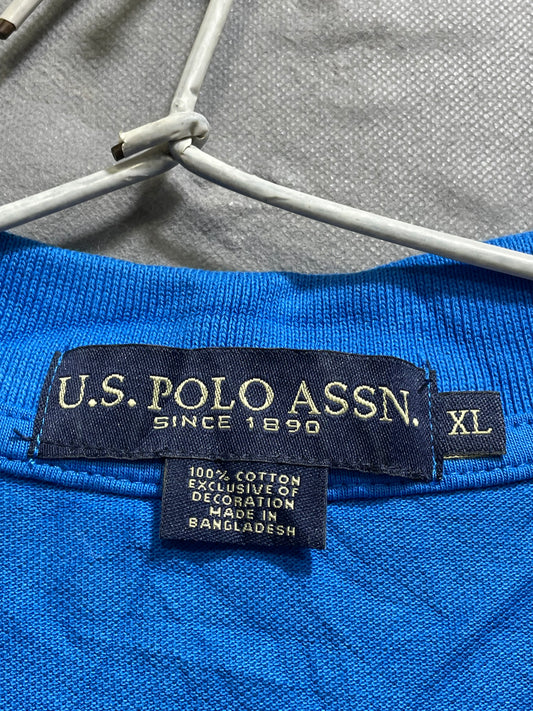 U.S. POLO ASSN.
SINCE 1890
XL
100% COTTON
EXCLUSIVE OF
DECORATION
MADE IN
BANGLADESH